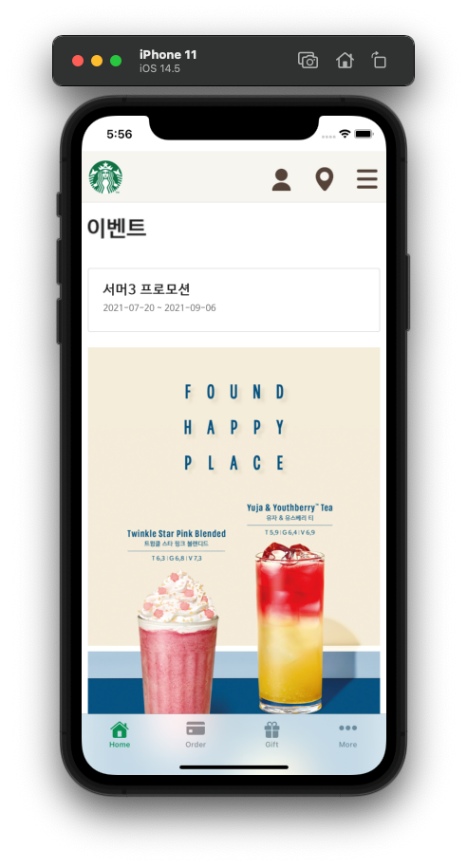 iPhone 11
iOS 14.5
5:56
이벤트
서머3 프로모션
2021-07-20 ~ 2021-09-06
FOUND
HAPPY
PLACE
Yuja & Youthberry™ Tea
유자 & 유스베리 티
T 5,9 | G 6,4 | V 6,9
Twinkle Star Pink Blended
트윙클 스타 핑크 블렌디드
T 6,3 | G 6,8 | V 7,3
Home
Order
Gift
More